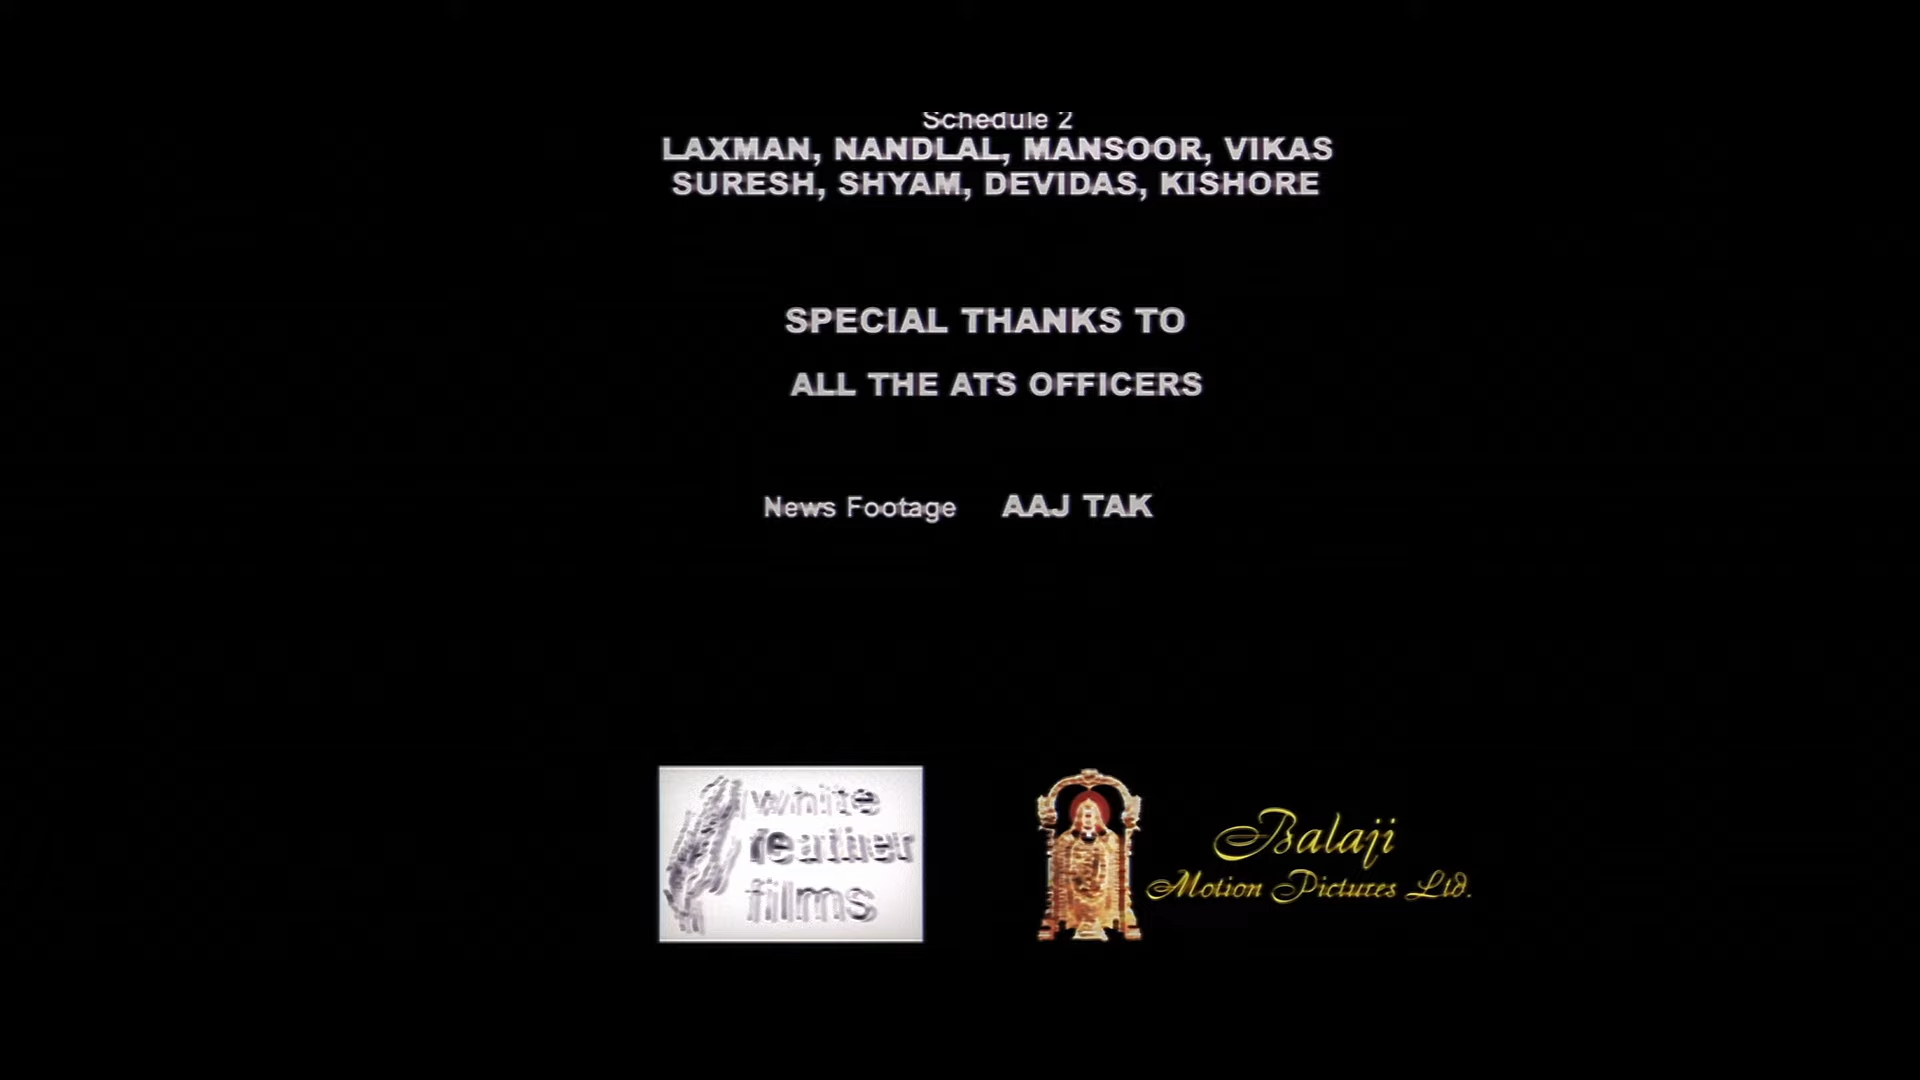 Schedule 2
LAXMAN, NANDLAL, MANSOOR, VIKAS
SURESH, SHYAM, DEVIDAS, KISHORE
SPECIAL THANKS TO
ALL THE ATS OFFICERS
News Footage AAJ TAK
white
feather
films
Balaji
Motion Pictures Ltd.